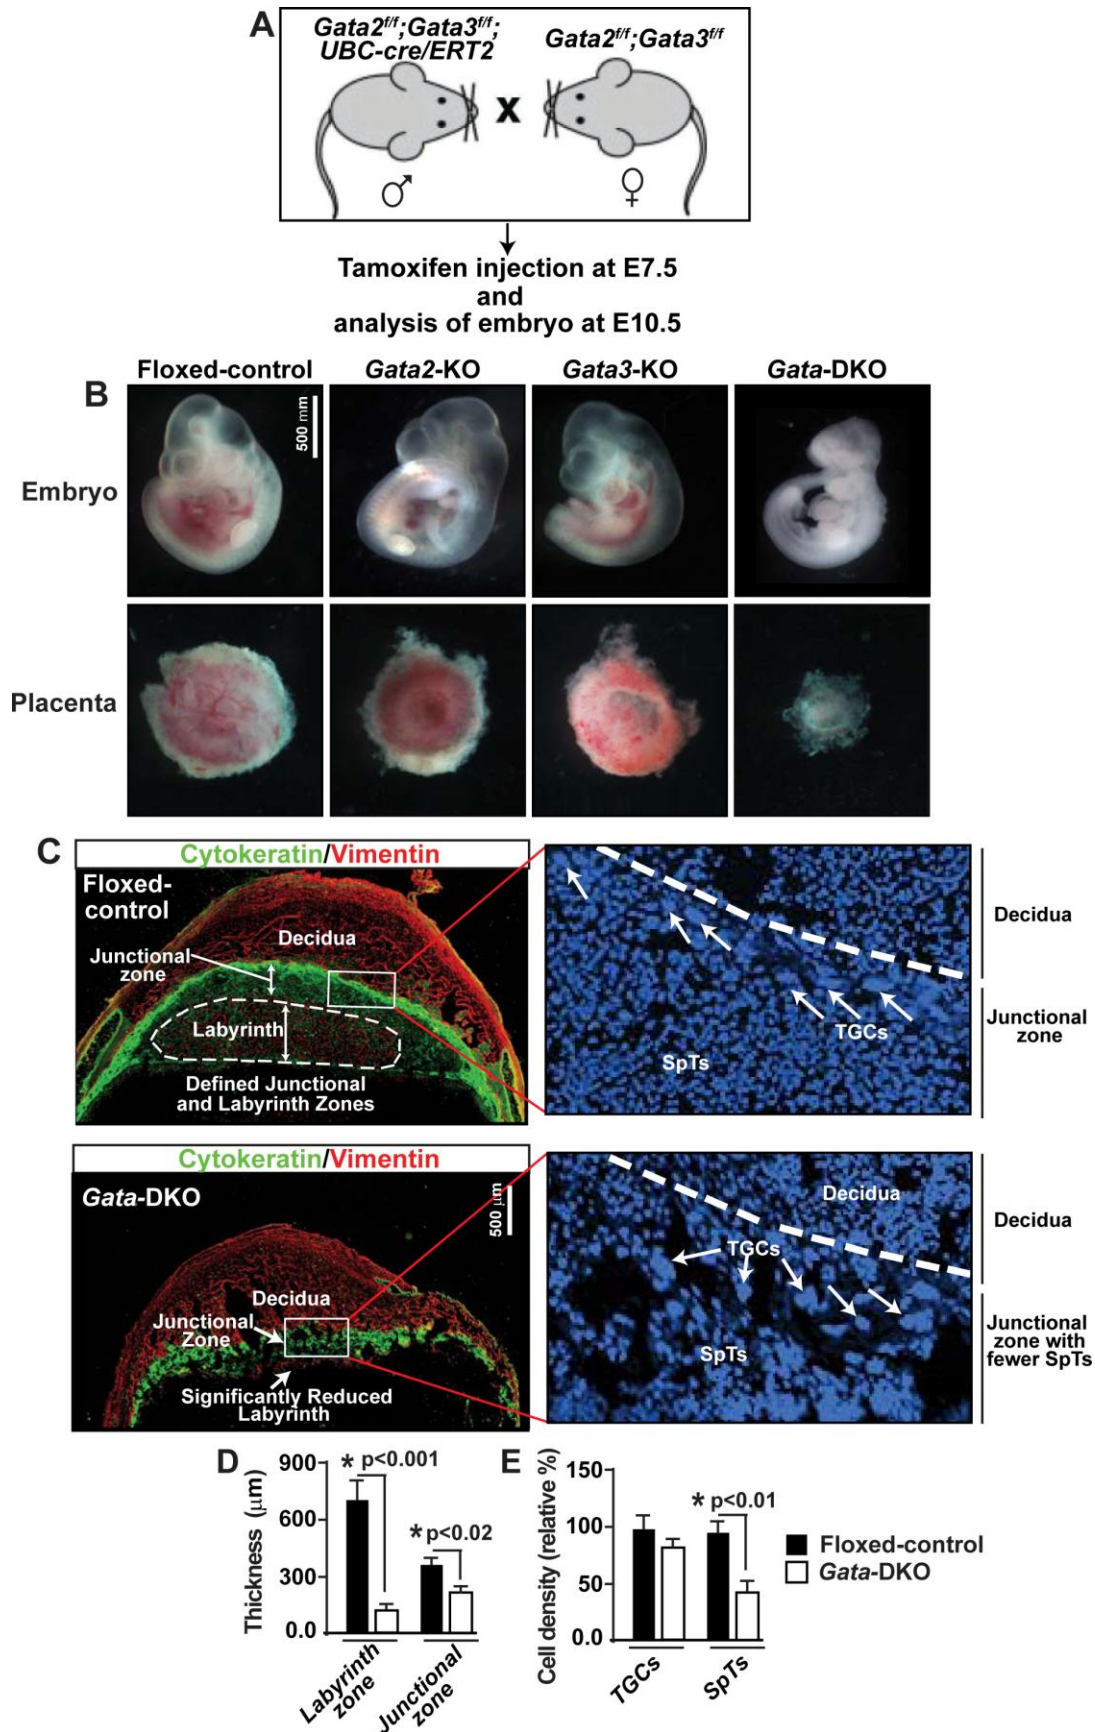 A
Gata2f/f;Gata3f/f;
UBC-cre/ERT2
Gata2f/f;Gata3f/f
x
♂
♀
Tamoxifen injection at E7.5
and
analysis of embryo at E10.5
B
Floxed-control
Gata2-KO
Gata3-KO
Gata-DKO
500 mm
Embryo
Placenta
C
Cytokeratin/Vimentin
Floxed-
control
Decidua
Junctional
zone
Labyrinth
Defined Junctional
and Labyrinth Zones
TGCs
SpTs
Decidua
Junctional
zone
Cytokeratin/Vimentin
Gata-DKO
500 μm
Decidua
Junctional
Zone
Significantly Reduced
Labyrinth
Decidua
TGCs
SpTs
Decidua
Junctional
zone with
fewer SpTs
D
Thickness (μm)
900
600
300
0.0
* p<0.001
* p<0.02
Labyrinth
zone
Junctional
zone
E
Cell density (relative %)
150
100
50
0.0
* p<0.01
TGCs
SpTs
Floxed-control
Gata-DKO